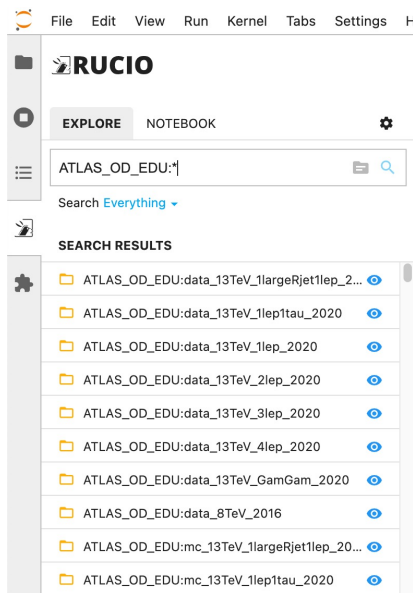 File Edit View Run Kernel Tabs Settings H
RUCIO
EXPLORE NOTEBOOK
ATLAS_OD_EDU:*
Search Everything
SEARCH RESULTS
ATLAS_OD_EDU:data_13TeV_1largeRjet1lep_2...
ATLAS_OD_EDU:data_13TeV_1lep1tau_2020
ATLAS_OD_EDU:data_13TeV_1lep_2020
ATLAS_OD_EDU:data_13TeV_2lep_2020
ATLAS_OD_EDU:data_13TeV_3lep_2020
ATLAS_OD_EDU:data_13TeV_4lep_2020
ATLAS_OD_EDU:data_13TeV_GamGam_2020
ATLAS_OD_EDU:data_8TeV_2016
ATLAS_OD_EDU:mc_13TeV_1largeRjet1lep_20...
ATLAS_OD_EDU:mc_13TeV_1lep1tau_2020